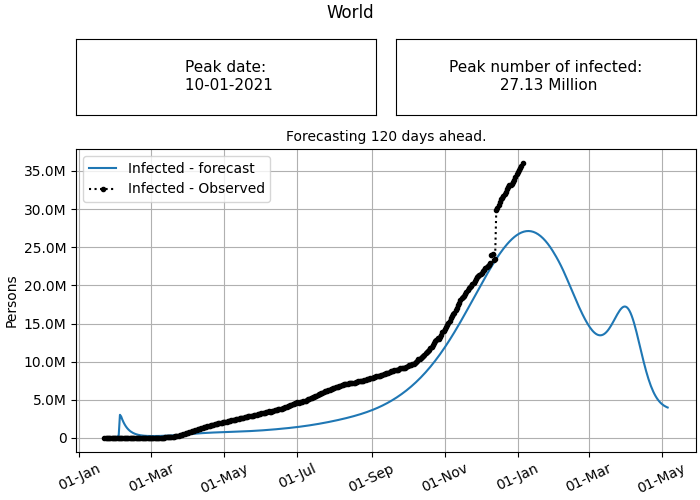 World
Peak date:
10-01-2021
Peak number of infected:
27.13 Million
Forecasting 120 days ahead.
Infected - forecast
Infected - Observed
Persons
35.0M
30.0M
25.0M
20.0M
15.0M
10.0M
5.0M
0
01-Jan
01-Mar
01-May
01-Jul
01-Sep
01-Nov
01-Jan
01-Mar
01-May